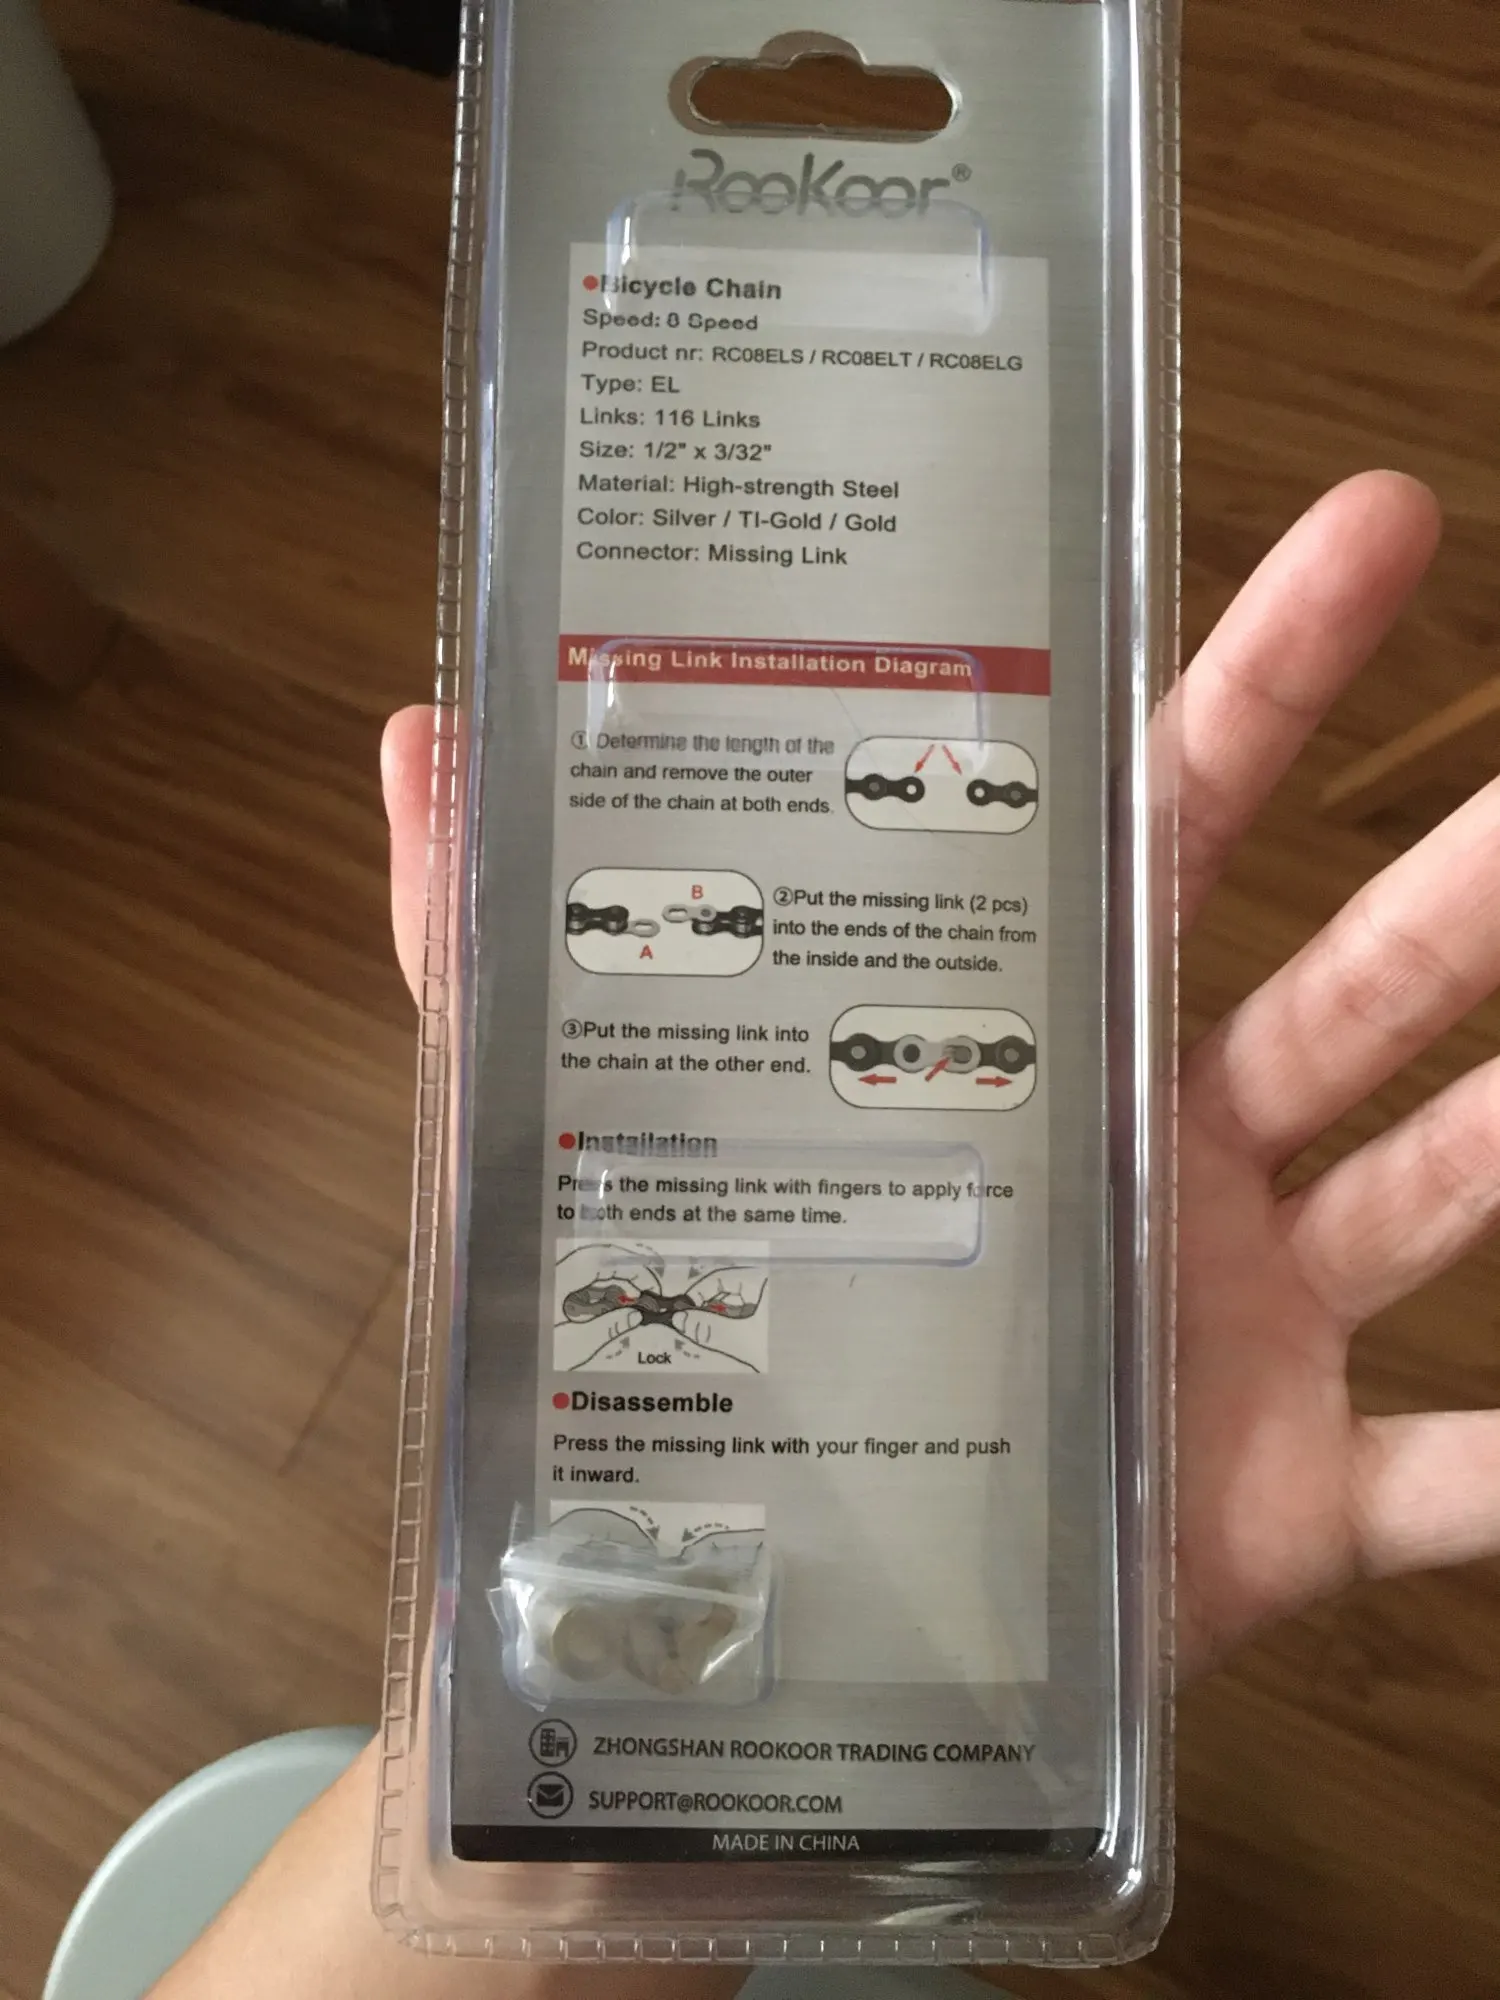 RooKoor®
●Bicycle Chain
Speed: 8 Speed
Product nr: RC08ELS / RC08ELT / RC08ELG
Type: EL
Links: 116 Links
Size: 1/2" x 3/32"
Material: High-strength Steel
Color: Silver / TI-Gold / Gold
Connector: Missing Link
Missing Link Installation Diagram
① Determine the length of the
chain and remove the outer
side of the chain at both ends.
B
A
②Put the missing link (2 pcs)
into the ends of the chain from
the inside and the outside.
③Put the missing link into
the chain at the other end.
●Installation
Press the missing link with fingers to apply force
to both ends at the same time.
Lock
●Disassemble
Press the missing link with your finger and push
it inward.
ZHONGSHAN ROOKOOR TRADING COMPANY
SUPPORT@ROOKOOR.COM
MADE IN CHINA